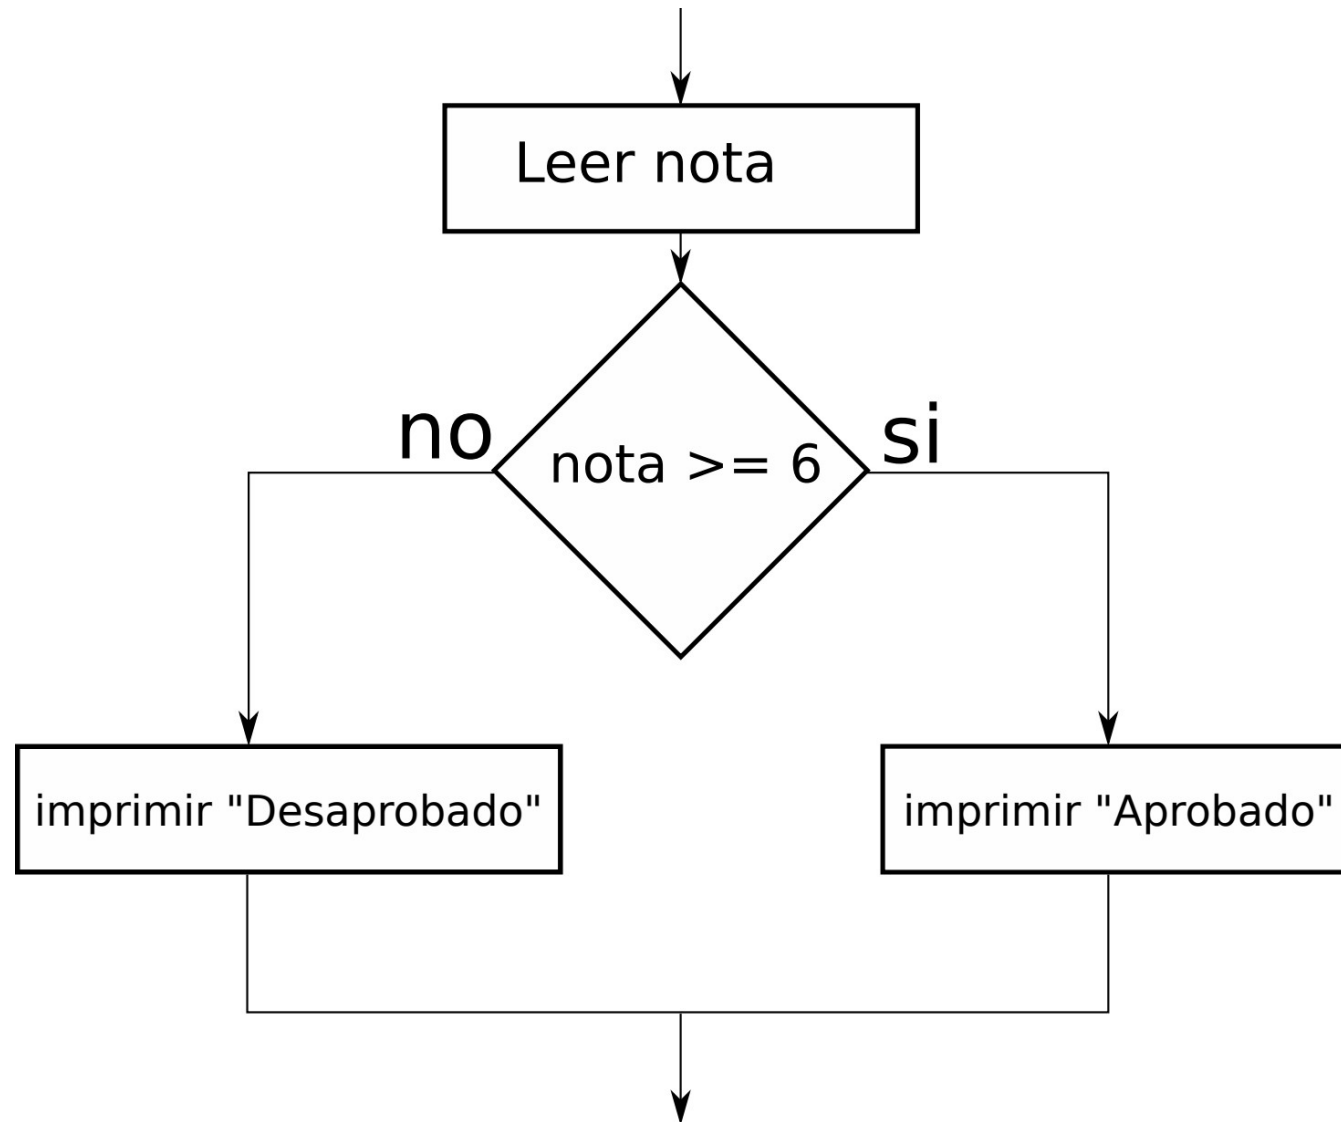 Leer nota
no
nota >= 6
si
imprimir "Desaprobado"
imprimir "Aprobado"